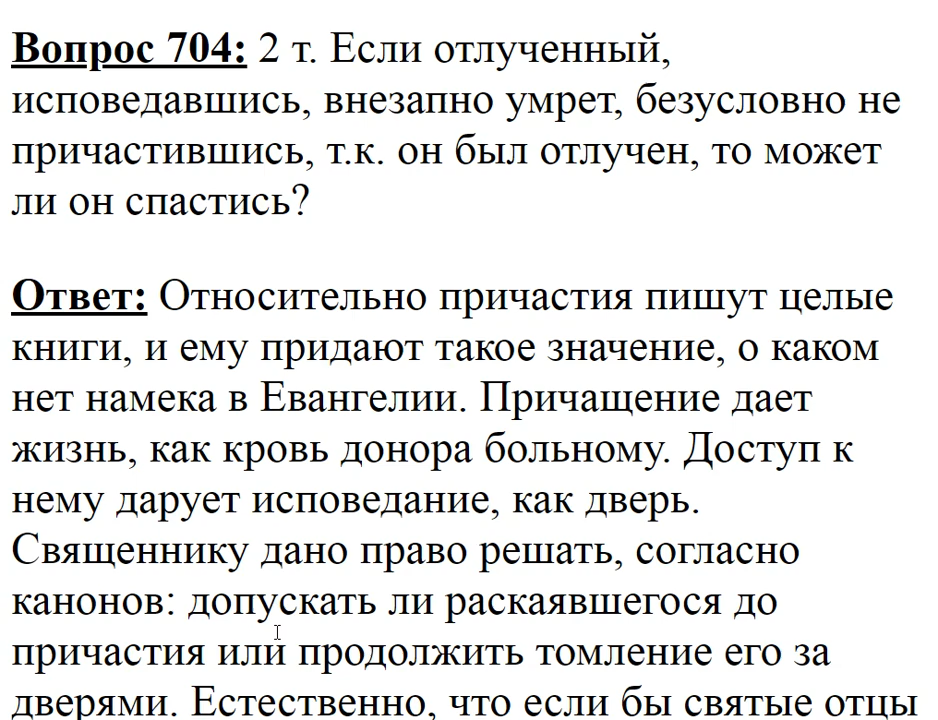 Вопрос 704: 2 т. Если отлученный,
исповедавшись, внезапно умрет, безусловно не
причастившись, т.к. он был отлучен, то может
ли он спастись?
Ответ: Относительно причастия пишут целые
книги, и ему придают такое значение, о каком
нет намека в Евангелии. Причащение дает
жизнь, как кровь донора больному. Доступ к
нему дарует исповедание, как дверь.
Священнику дано право решать, согласно
канонов: допускать ли раскаявшегося до
причастия или продолжить томление его за
дверями. Естественно, что если бы святые отцы